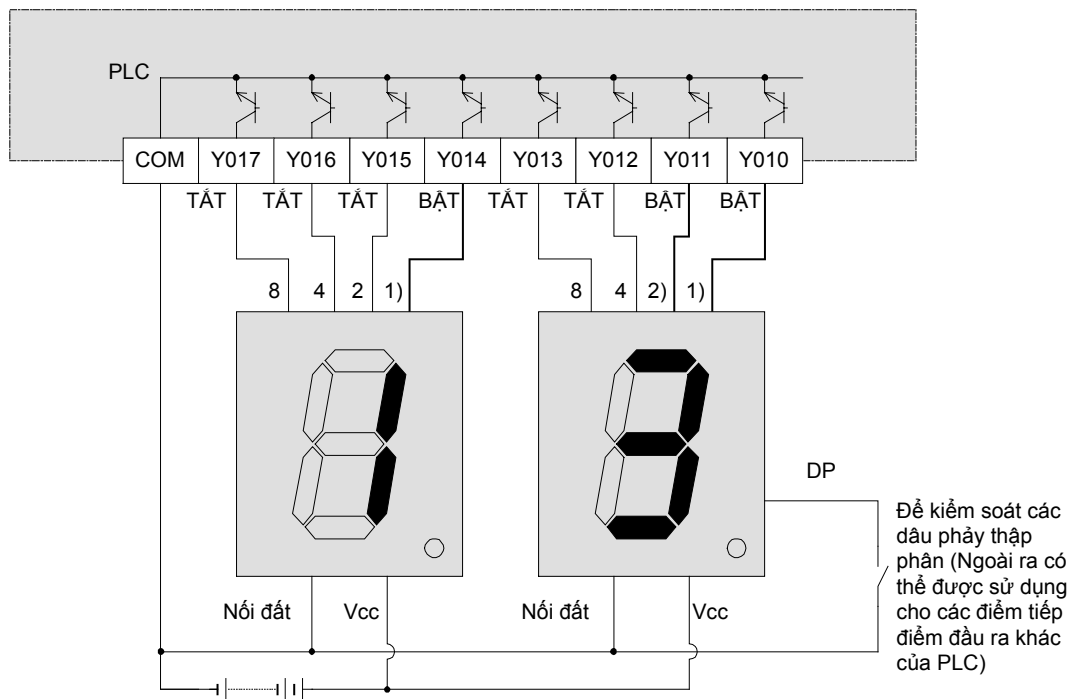 PLC
COM Y017 Y016 Y015 Y014 Y013 Y012 Y011 Y010
TẮT TẮT TẮT BẬT TẮT TẮT BẬT BẬT
8 4 2 1) 8 4 2) 1)
DP
Để kiểm soát các
dâu phảy thập
phân (Ngoài ra có
thể được sử dụng
cho các điểm tiếp
điểm đầu ra khác
của PLC)
Nối đất Vcc Nối đất Vcc